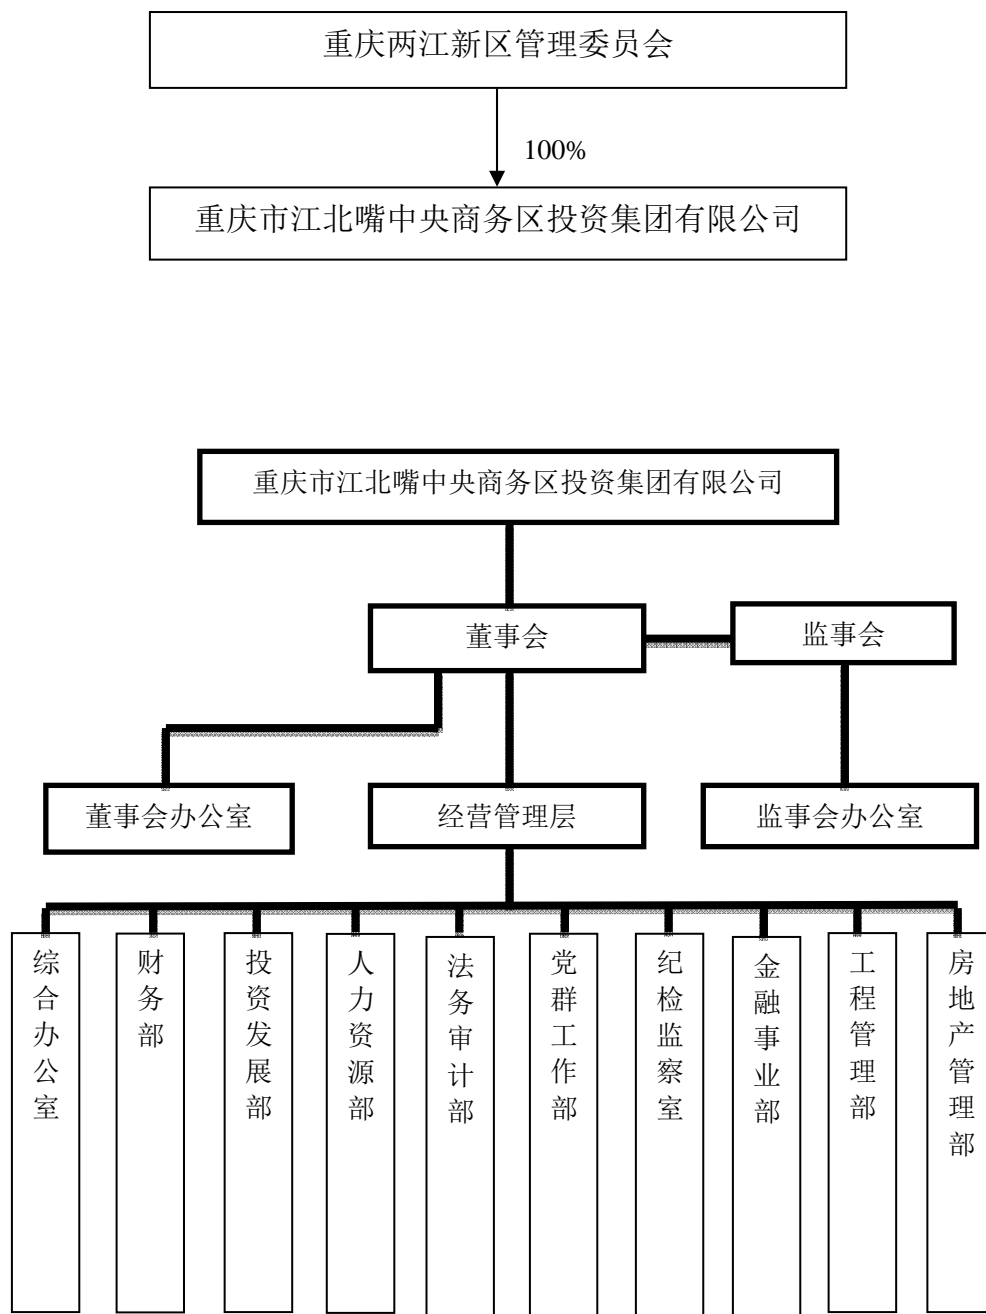 重庆两江新区管理委员会
100%
重庆市江北嘴中央商务区投资集团有限公司
重庆市江北嘴中央商务区投资集团有限公司
董事会
监事会
董事会办公室
经营管理层
监事会办公室
综合办公室
财务部
投资发展部
人力资源部
法务审计部
党群工作部
纪检监察室
金融事业部
工程管理部
房地产管理部